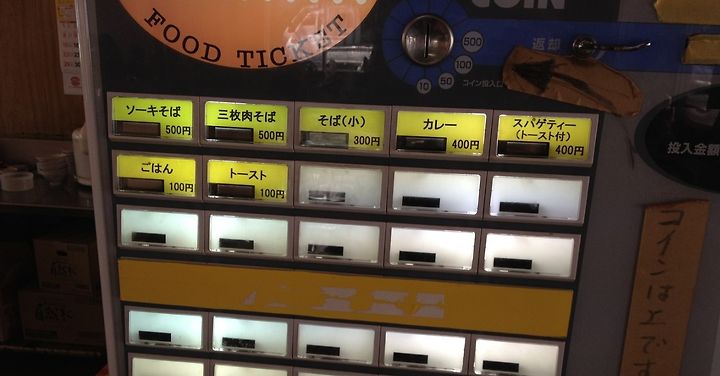 COIN
FOOD TICKET
500
100
50
10
返却
コイン投入口
ソーキそば
500円
三枚肉そば
500円
そば(小)
300円
カレー
400円
スパゲティー
(トースト付)
400円
ごはん
100円
トースト
100円
投入金額
コインは上です